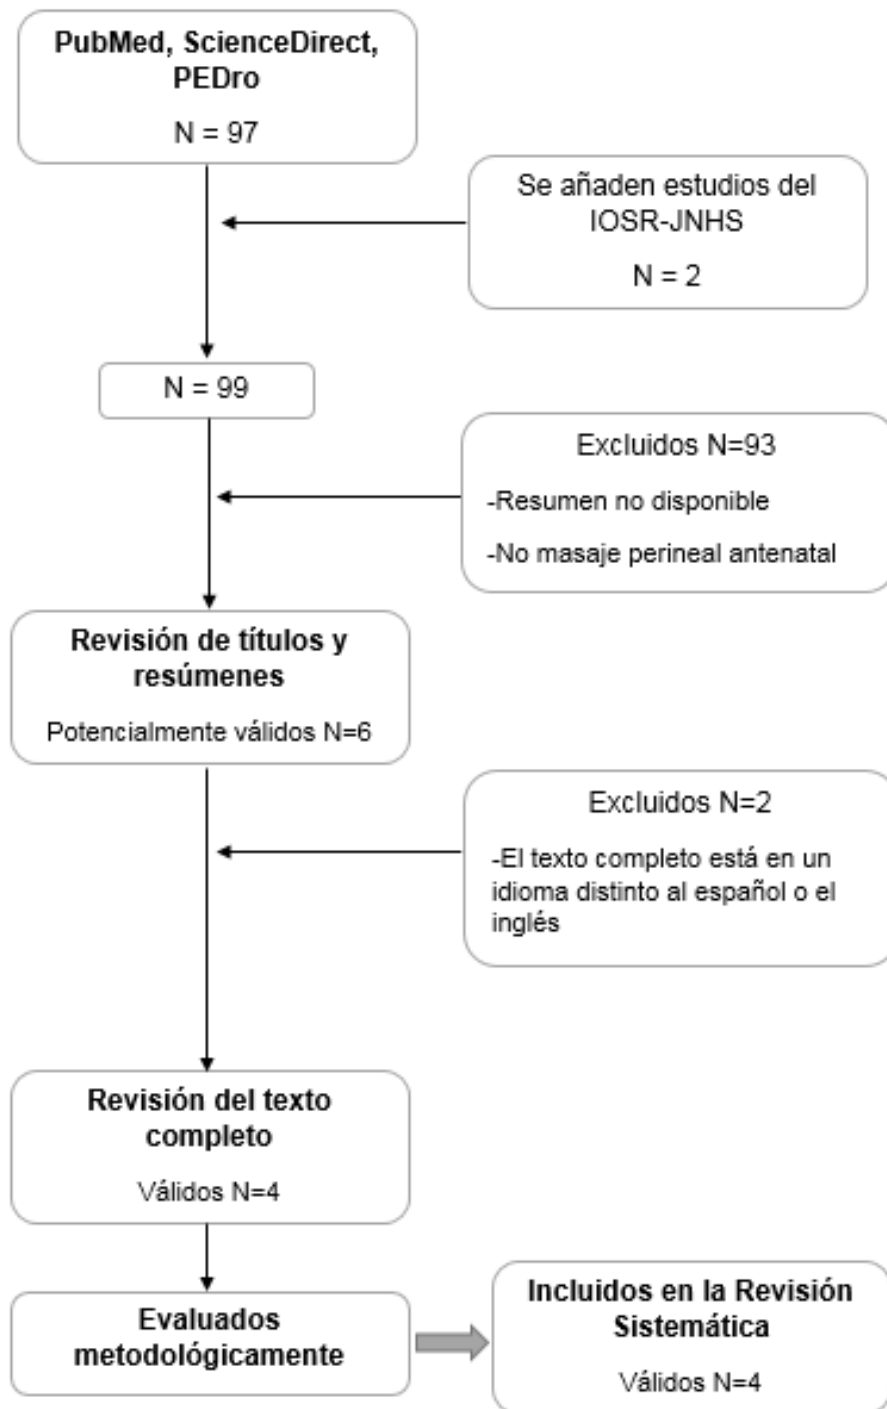 PubMed, ScienceDirect,
PEDro
N = 97
Se añaden estudios del
IOSR-JNHS
N = 2
N = 99
Excluidos N=93
-Resumen no disponible
-No masaje perineal antenatal
Revisión de títulos y
resúmenes
Potencialmente válidos N=6
Excluidos N=2
-El texto completo está en un
idioma distinto al español o el
inglés
Revisión del texto
completo
Válidos N=4
Evaluados
metodológicamente
Incluidos en la Revisión
Sistemática
Válidos N=4